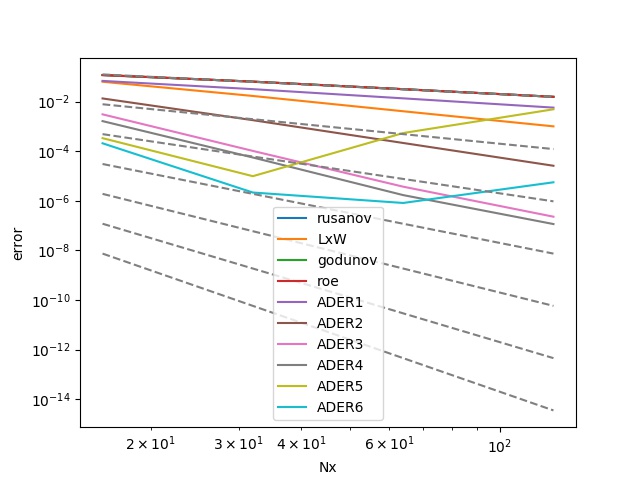 error
10⁻²
10⁻⁴
10⁻⁶
10⁻⁸
10⁻¹⁰
10⁻¹²
10⁻¹⁴
rusanov
LxW
godunov
roe
ADER1
ADER2
ADER3
ADER4
ADER5
ADER6
2 × 10¹ 3 × 10¹ 4 × 10¹ 6 × 10¹ 10²
Nx